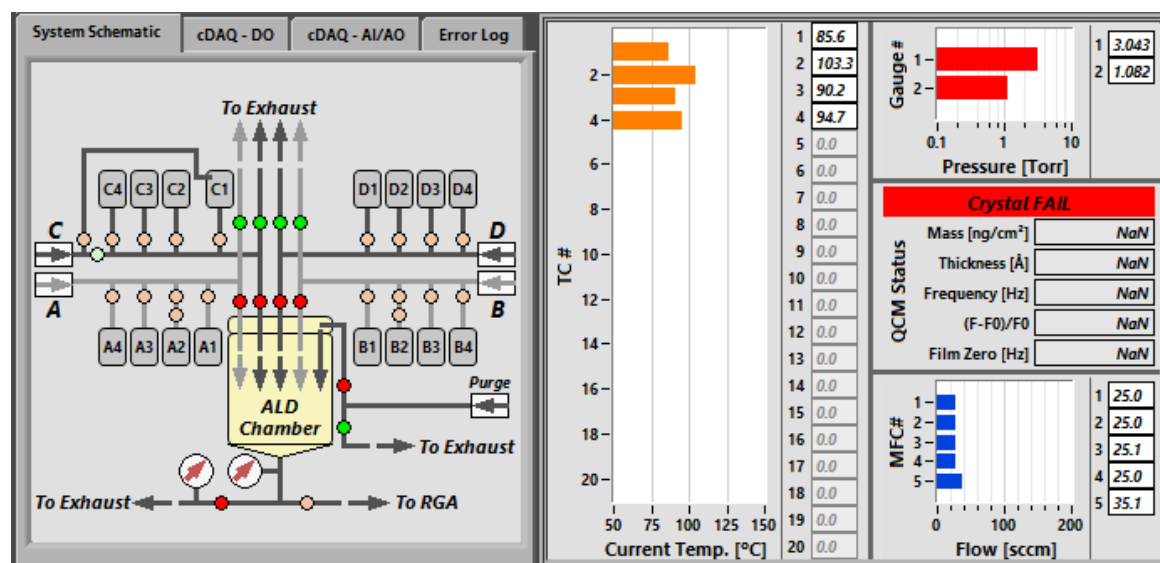 System Schematic
cDAQ - DO
cDAQ - AI/AO
Error Log
To Exhaust
C4 C3 C2 C1
D1 D2 D3 D4
C
D
A
B
A4 A3 A2 A1
B1 B2 B3 B4
Purge
ALD
Chamber
To Exhaust
To Exhaust
To RGA
TC #
2
4
6
8
10
12
14
16
18
20
50 75 100 125 150
Current Temp. [°C]
1 85.6
2 103.3
3 90.2
4 94.7
5 0.0
6 0.0
7 0.0
8 0.0
9 0.0
10 0.0
11 0.0
12 0.0
13 0.0
14 0.0
15 0.0
16 0.0
17 0.0
18 0.0
19 0.0
20 0.0
Gauge #
1
2
0.1 1 10
Pressure [Torr]
1 3.043
2 1.082
QCM Status
Crystal FAIL
Mass [ng/cm²] NaN
Thickness [Å] NaN
Frequency [Hz] NaN
(F-F0)/F0 NaN
Film Zero [Hz] NaN
MFC#
1
2
3
4
5
0 100 200
Flow [sccm]
1 25.0
2 25.0
3 25.1
4 25.0
5 35.1